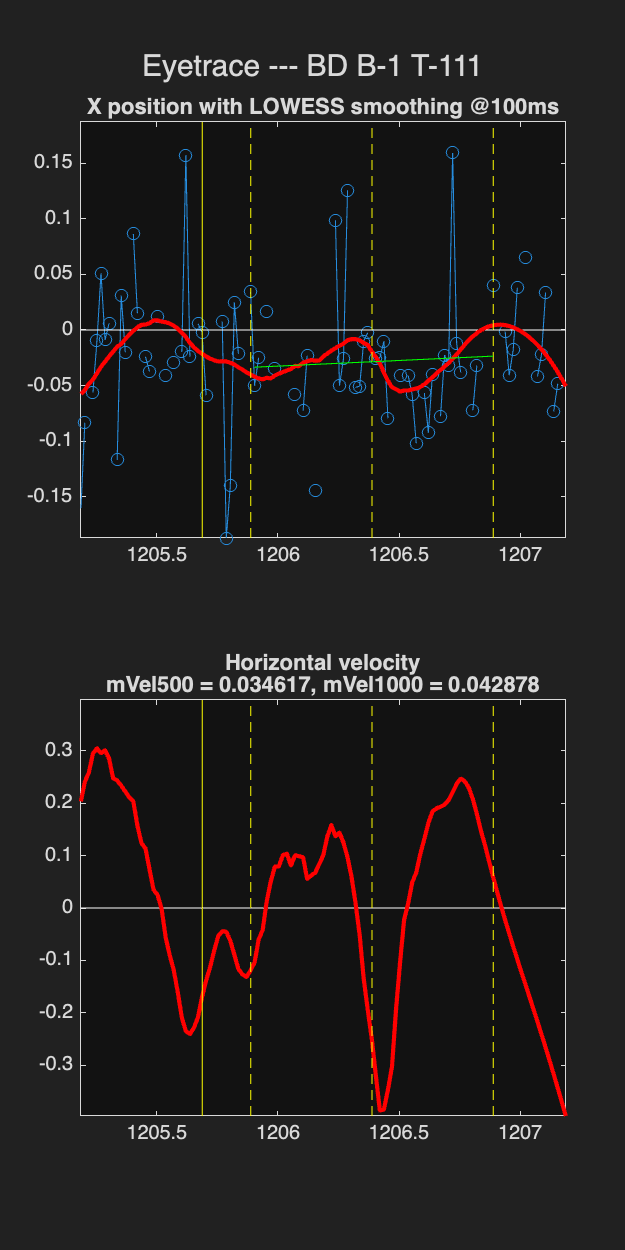 Eyetrace --- BD B-1 T-111
X position with LOWESS smoothing @100ms
0.15
0.1
0.05
0
-0.05
-0.1
-0.15
1205.5 1206 1206.5 1207
Horizontal velocity
mVel500 = 0.034617, mVel1000 = 0.042878
0.3
0.2
0.1
0
-0.1
-0.2
-0.3
1205.5 1206 1206.5 1207